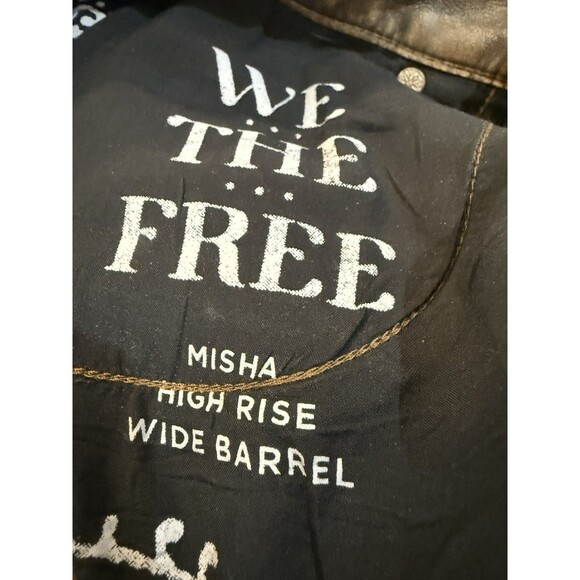 WE
THE
FREE
MISHA
HIGH RISE
WIDE BARREL